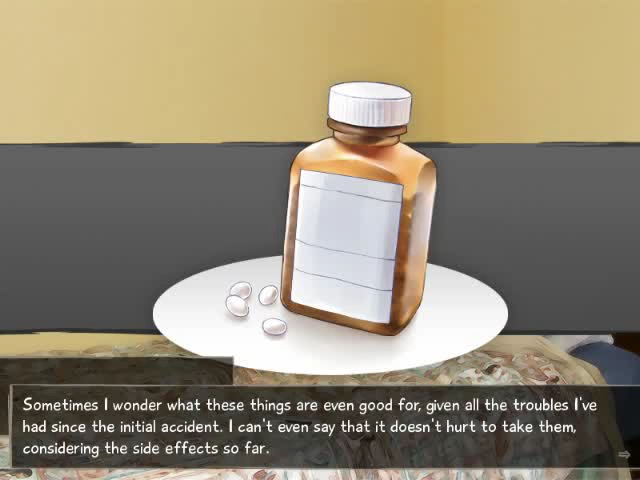 Sometimes I wonder what these things are even good for, given all the troubles I've
had since the initial accident. I can't even say that it doesn't hurt to take them,
considering the side effects so far.